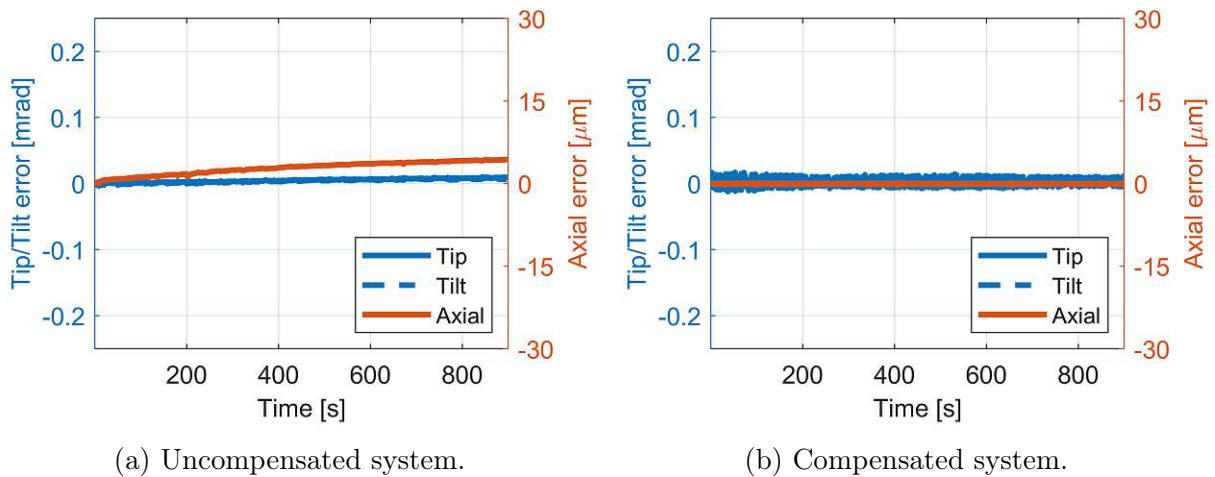 Tip/Tilt error [mrad]
0.2
0.1
0
-0.1
-0.2
30
15
0
-15
-30
Axial error [μm]
Tip
Tilt
Axial
200 400 600 800
Time [s]
(a) Uncompensated system.
Tip/Tilt error [mrad]
0.2
0.1
0
-0.1
-0.2
30
15
0
-15
-30
Axial error [μm]
Tip
Tilt
Axial
200 400 600 800
Time [s]
(b) Compensated system.